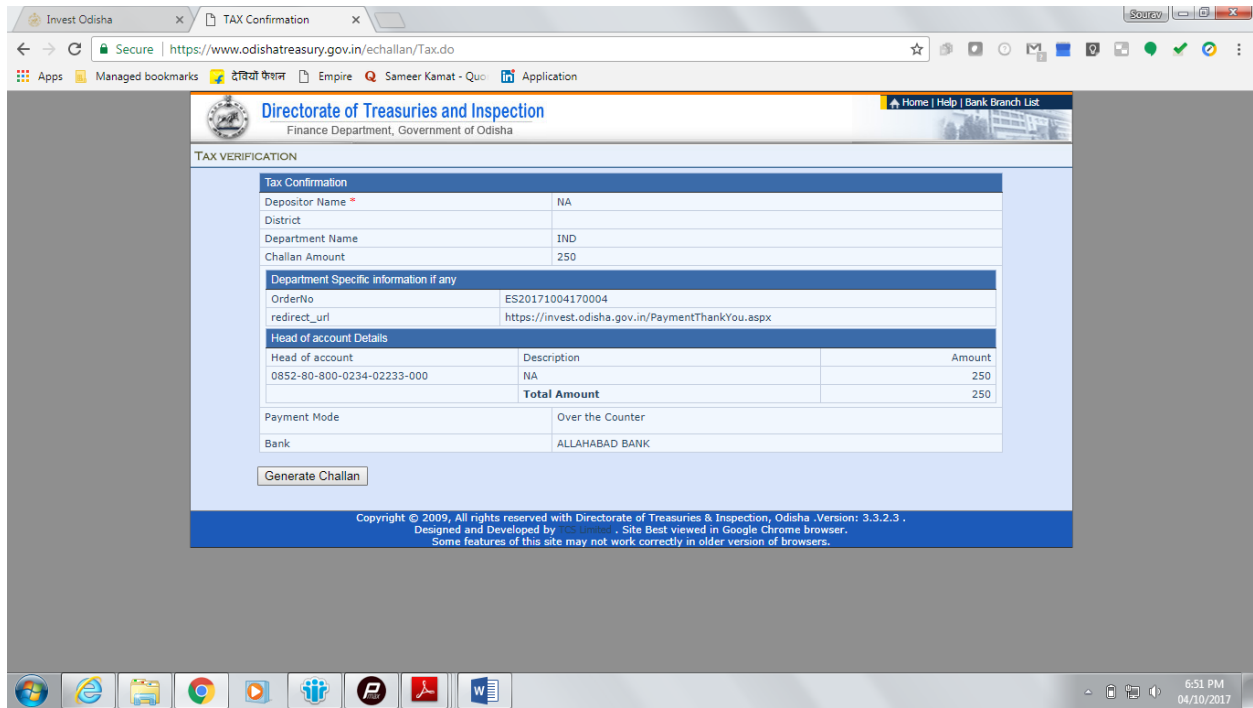 Invest Odisha
TAX Confirmation
Sourav
Secure | https://www.odishatreasury.gov.in/echallan/Tax.do
Apps Managed bookmarks देवियों फैशन Empire Sameer Kamat - Quo Application
Directorate of Treasuries and Inspection
Finance Department, Government of Odisha
Home | Help | Bank Branch List
TAX VERIFICATION
Tax Confirmation
Depositor Name * NA
District
Department Name IND
Challan Amount 250
Department Specific information if any
OrderNo ES20171004170004
redirect_url https://invest.odisha.gov.in/PaymentThankYou.aspx
Head of account Details
Head of account Description Amount
0852-80-800-0234-02233-000 NA 250
Total Amount 250
Payment Mode Over the Counter
Bank ALLAHABAD BANK
Generate Challan
Copyright © 2009, All rights reserved with Directorate of Treasuries & Inspection, Odisha .Version: 3.3.2.3 .
Designed and Developed by TCS Limited . Site Best viewed in Google Chrome browser.
Some features of this site may not work correctly in older version of browsers.
6:51 PM
04/10/2017